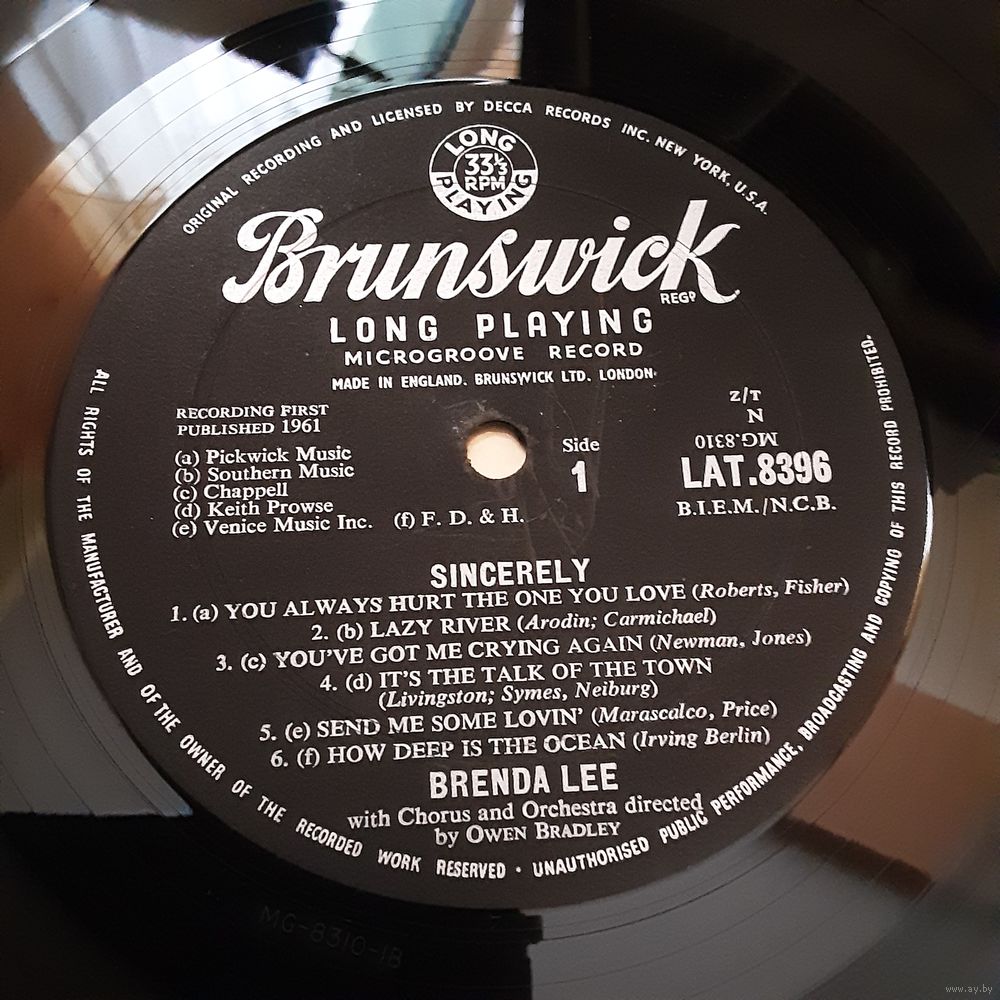 ORIGINAL RECORDING AND LICENSED BY DECCA RECORDS INC. NEW YORK, U.S.A.
LONG
33⅓
RPM
PLAYING
Brunswick
REGD
LONG PLAYING
MICROGROOVE RECORD
MADE IN ENGLAND. BRUNSWICK LTD. LONDON.
RECORDING FIRST
PUBLISHED 1961
(a) Pickwick Music
(b) Southern Music
(c) Chappell
(d) Keith Prowse
(e) Venice Music Inc. (f) F. D. & H.
Side
1
Z/T
N
MG.8310
LAT.8396
B.I.E.M./N.C.B.
SINCERELY
1. (a) YOU ALWAYS HURT THE ONE YOU LOVE (Roberts, Fisher)
2. (b) LAZY RIVER (Arodin; Carmichael)
3. (c) YOU'VE GOT ME CRYING AGAIN (Newman, Jones)
4. (d) IT'S THE TALK OF THE TOWN
(Livingston; Symes, Neiburg)
5. (e) SEND ME SOME LOVIN' (Marascalco, Price)
6. (f) HOW DEEP IS THE OCEAN (Irving Berlin)
BRENDA LEE
with Chorus and Orchestra directed
by OWEN BRADLEY
ALL RIGHTS OF THE MANUFACTURER AND OF THE OWNER OF THE RECORDED WORK RESERVED · UNAUTHORISED PUBLIC PERFORMANCE, BROADCASTING AND COPYING OF THIS RECORD PROHIBITED.
MG-8310-1B
www.ay.by